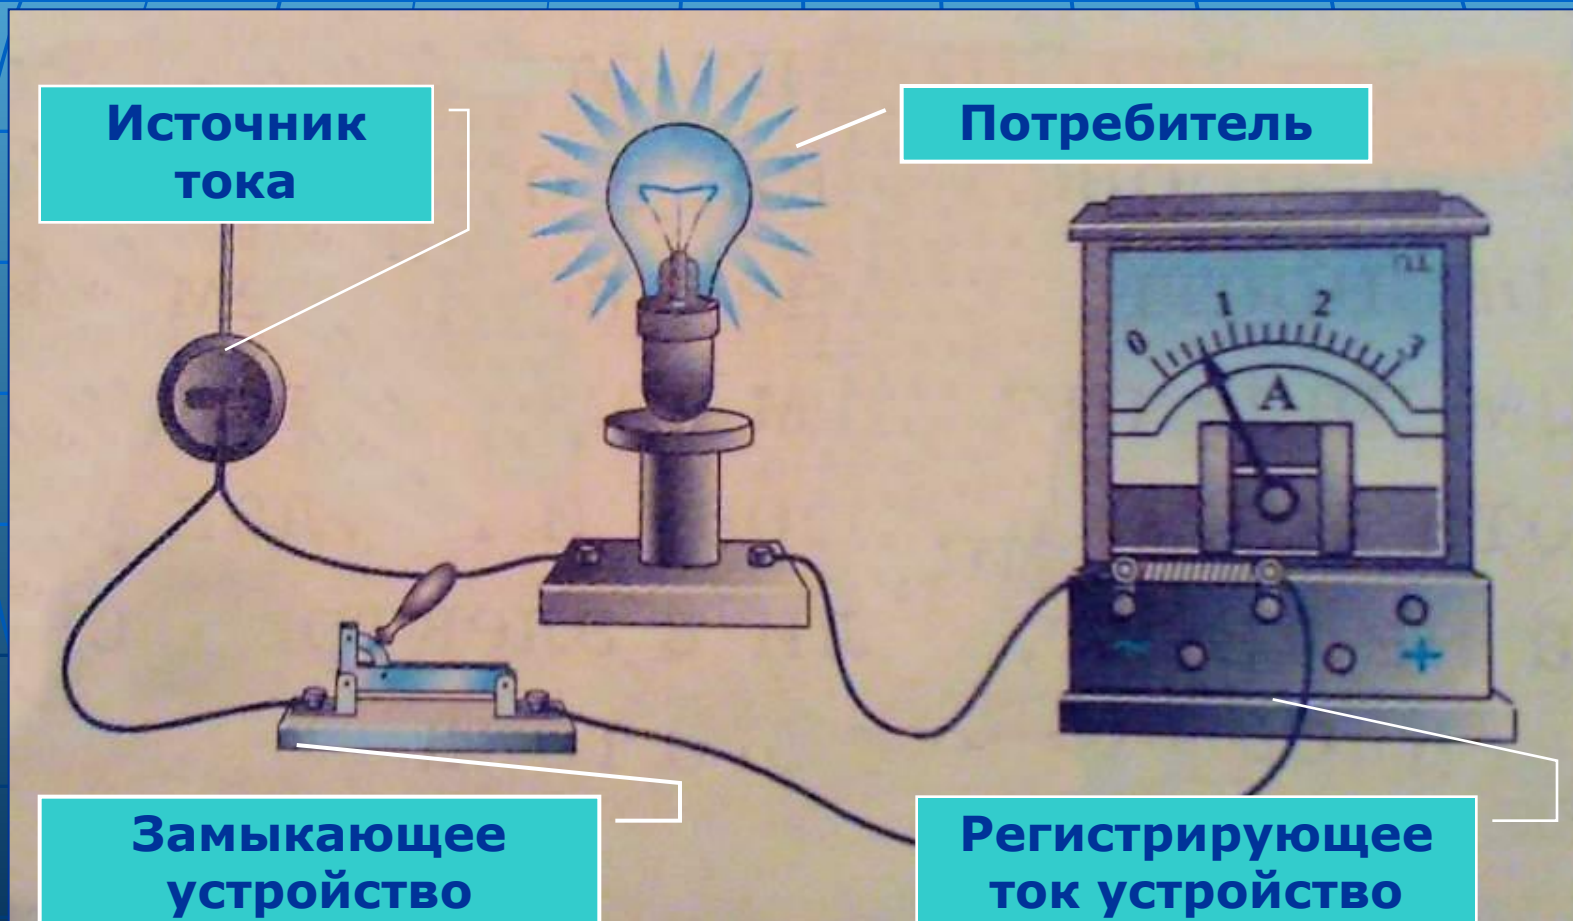 Источник
тока
Потребитель
0 1 2 3
A
~ +
Замыкающее
устройство
Регистрирующее
ток устройство